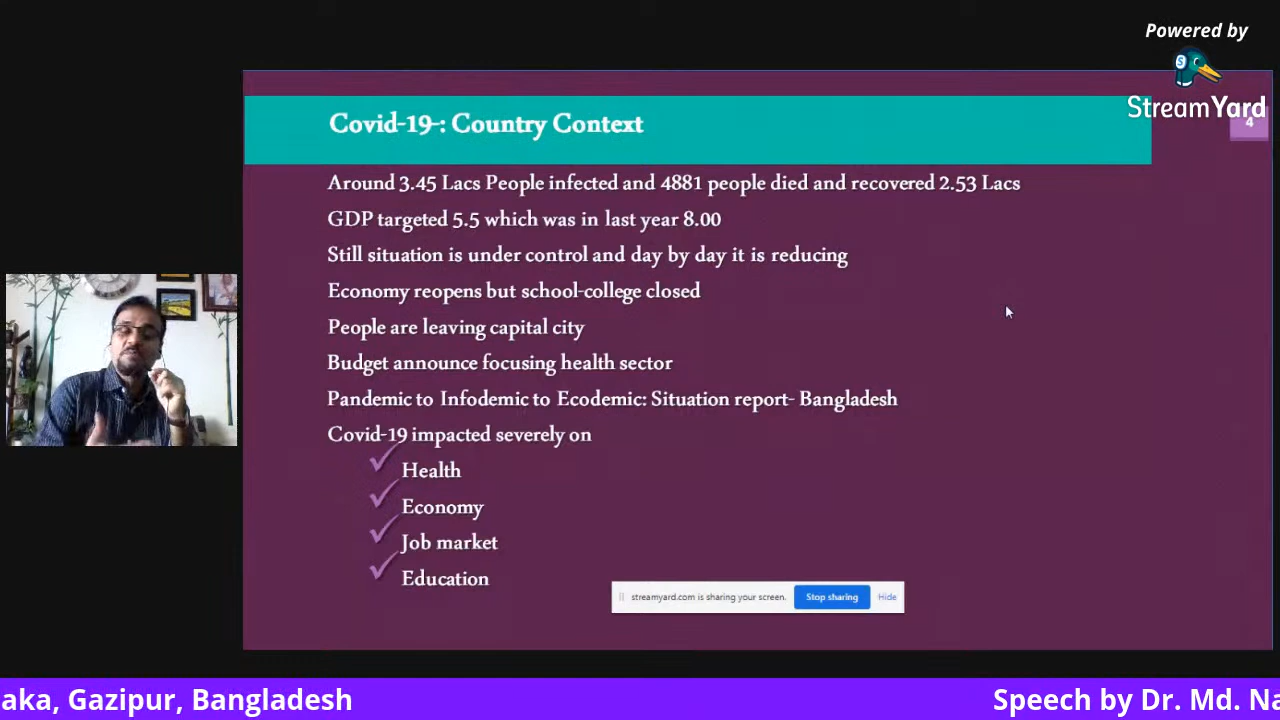 Powered by
StreamYard
Covid-19-: Country Context
4
Around 3.45 Lacs People infected and 4881 people died and recovered 2.53 Lacs
GDP targeted 5.5 which was in last year 8.00
Still situation is under control and day by day it is reducing
Economy reopens but school-college closed
People are leaving capital city
Budget announce focusing health sector
Pandemic to Infodemic to Ecodemic: Situation report- Bangladesh
Covid-19 impacted severely on
Health
Economy
Job market
Education
streamyard.com is sharing your screen. Stop sharing Hide
aka, Gazipur, Bangladesh Speech by Dr. Md. Na